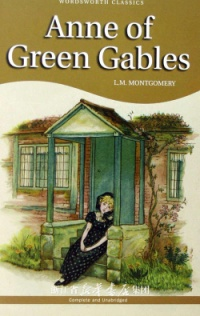 WORDSWORTH CLASSICS
Anne of
Green Gables
L.M. MONTGOMERY
Complete and Unabridged